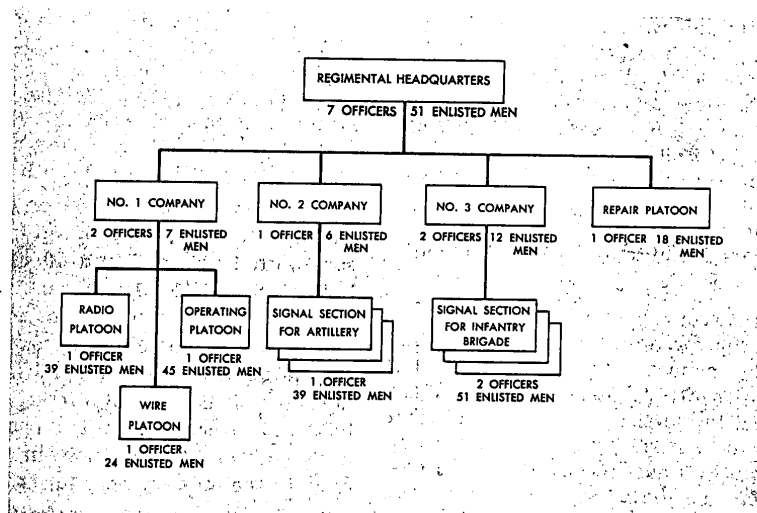 REGIMENTAL HEADQUARTERS
7 OFFICERS 51 ENLISTED MEN
NO. 1 COMPANY
2 OFFICERS 7 ENLISTED
MEN
NO. 2 COMPANY
1 OFFICER 6 ENLISTED
MEN
NO. 3 COMPANY
2 OFFICERS 12 ENLISTED
MEN
REPAIR PLATOON
1 OFFICER 18 ENLISTED
MEN
RADIO
PLATOON
1 OFFICER
39 ENLISTED MEN
OPERATING
PLATOON
1 OFFICER
45 ENLISTED MEN
WIRE
PLATOON
1 OFFICER
24 ENLISTED MEN
SIGNAL SECTION
FOR ARTILLERY
1 OFFICER
39 ENLISTED MEN
SIGNAL SECTION
FOR INFANTRY
BRIGADE
2 OFFICERS
51 ENLISTED MEN